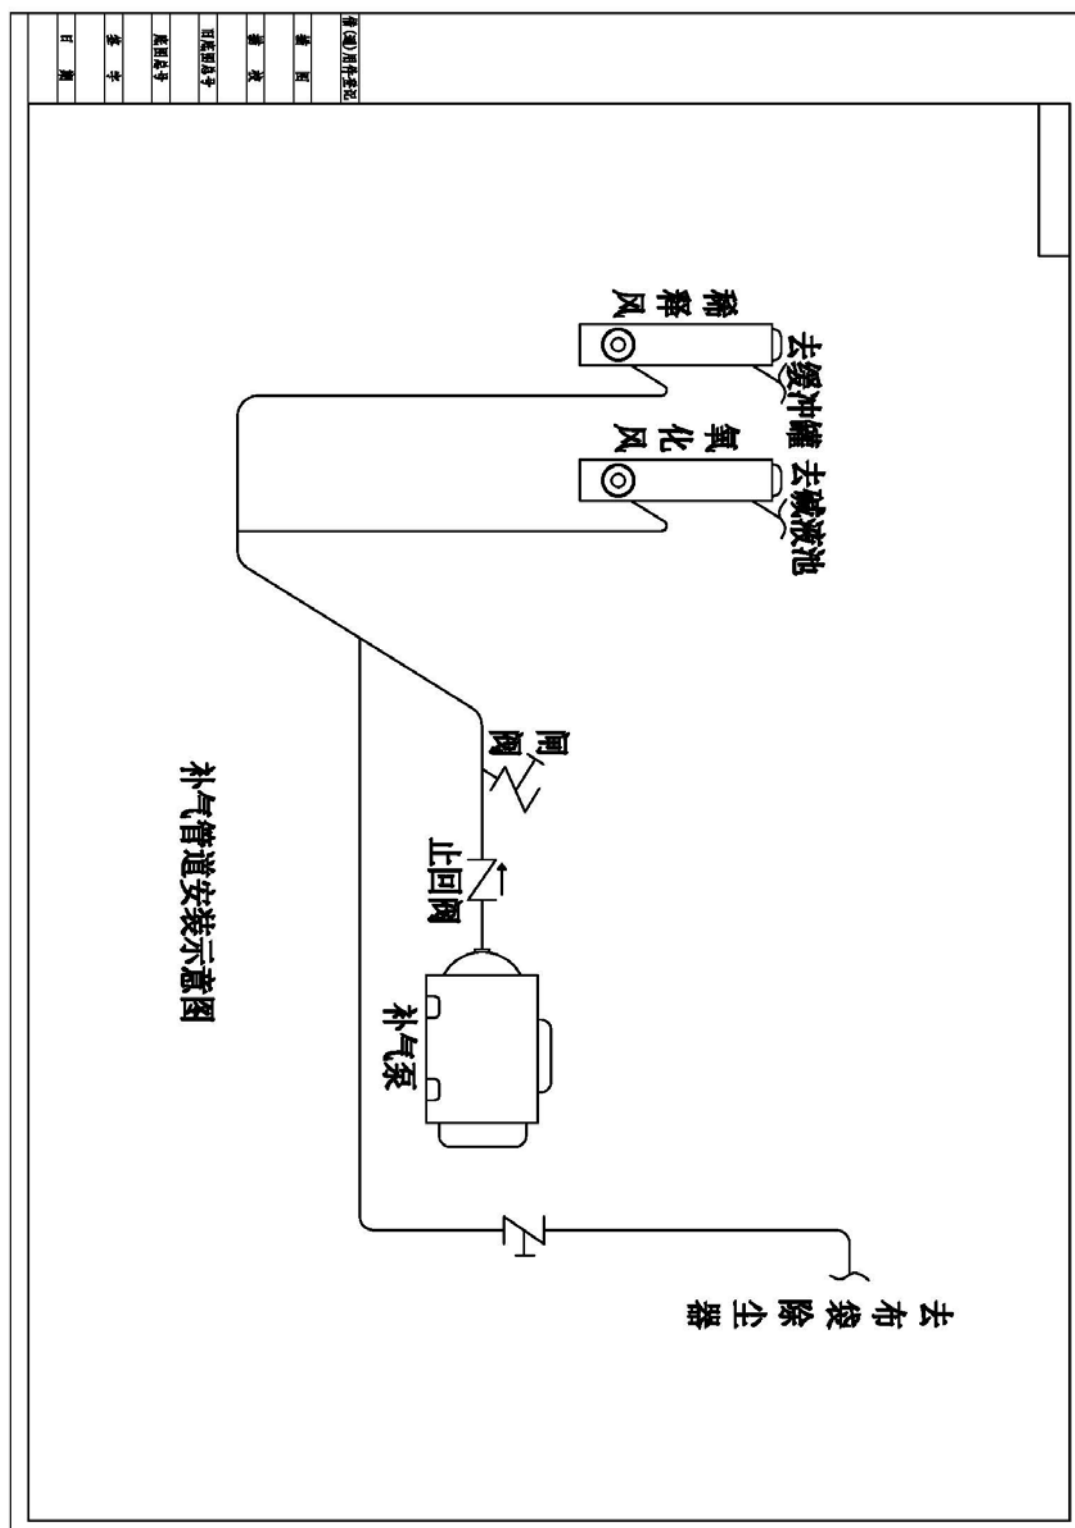 借(通)用件登记
描 图
描 校
旧底图总号
底图总号
签 字
日 期
稀释风
去缓冲罐
氧化风
去碱液池
闸阀
止回阀
补气泵
去布袋除尘器
补气管道安装示意图